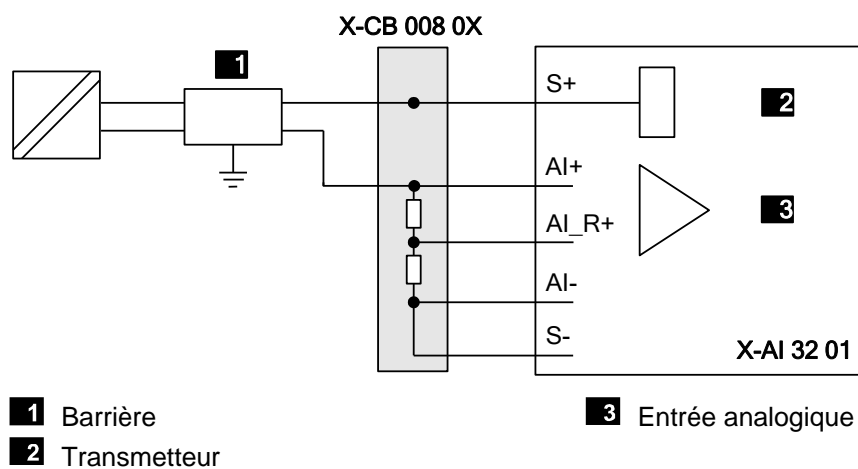 X-CB 008 0X
1
S+
2
AI+
3
AI_R+
AI-
S-
X-AI 32 01
1 Barrière
3 Entrée analogique
2 Transmetteur